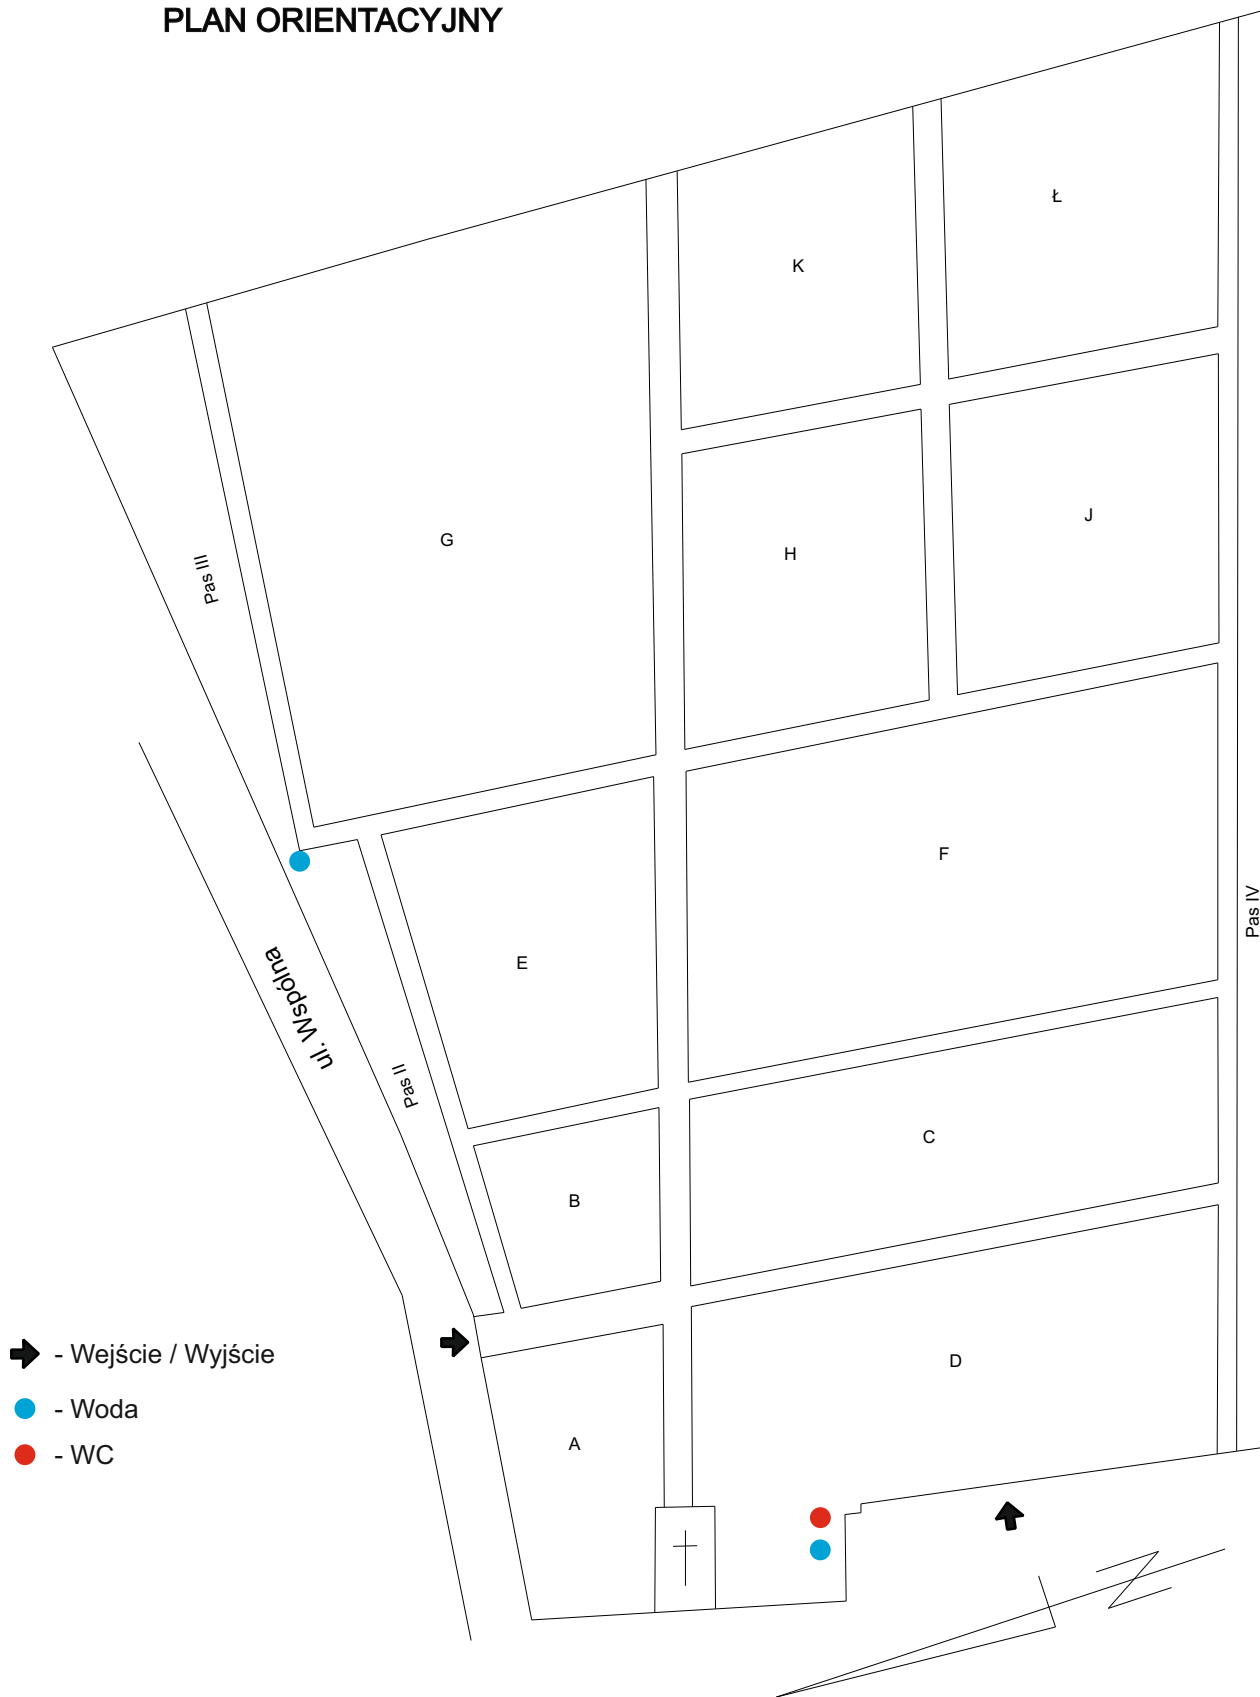 PLAN ORIENTACYJNY
Ł
K
J
H
G
Pas III
F
Pas IV
E
ul. Wspólna
Pas II
C
B
D
A
- Wejście / Wyjście
- Woda
- WC
N